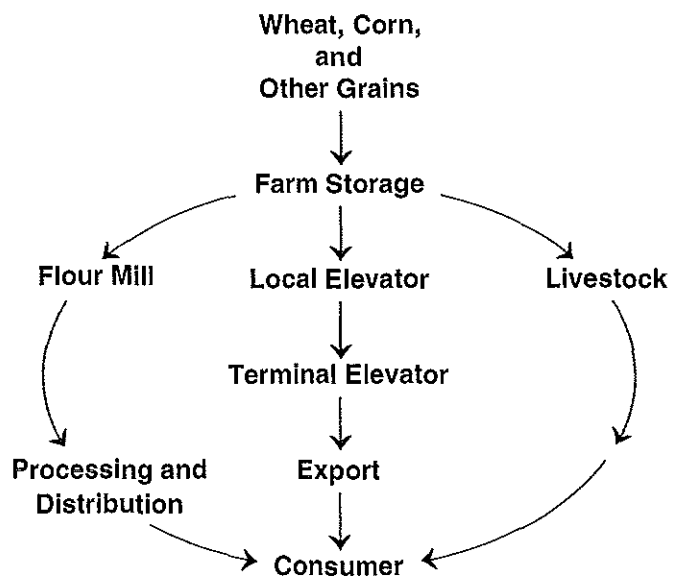 Wheat, Corn,
and
Other Grains
Farm Storage
Flour Mill
Local Elevator
Livestock
Terminal Elevator
Processing and
Distribution
Export
Consumer